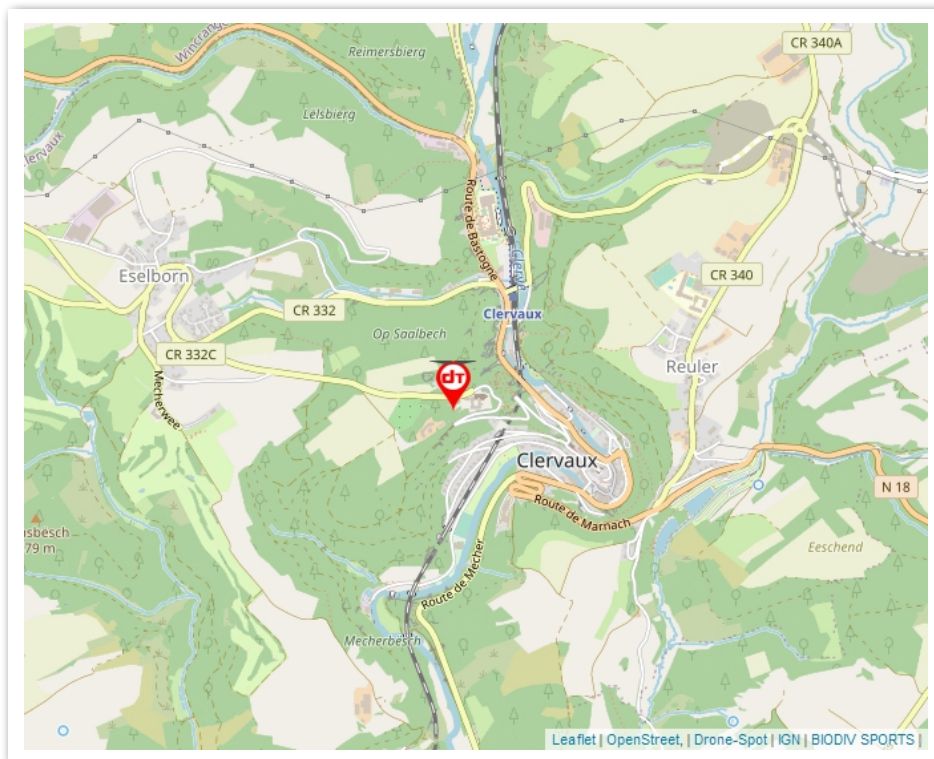 Wincrange
Reimersbierg
CR 340A
Lelsbierg
Clervaux
Route de Bastogne
Clerve
Eselborn
CR 340
CR 332
Clervaux
Op Saalbech
CR 332C
Reuler
dT
Mecherwee
Clervaux
N 18
Route de Marnach
Eeschend
79 m
Route de Mecher
Mecherbesch
Leaflet | OpenStreet, | Drone-Spot | IGN | BIODIV SPORTS |